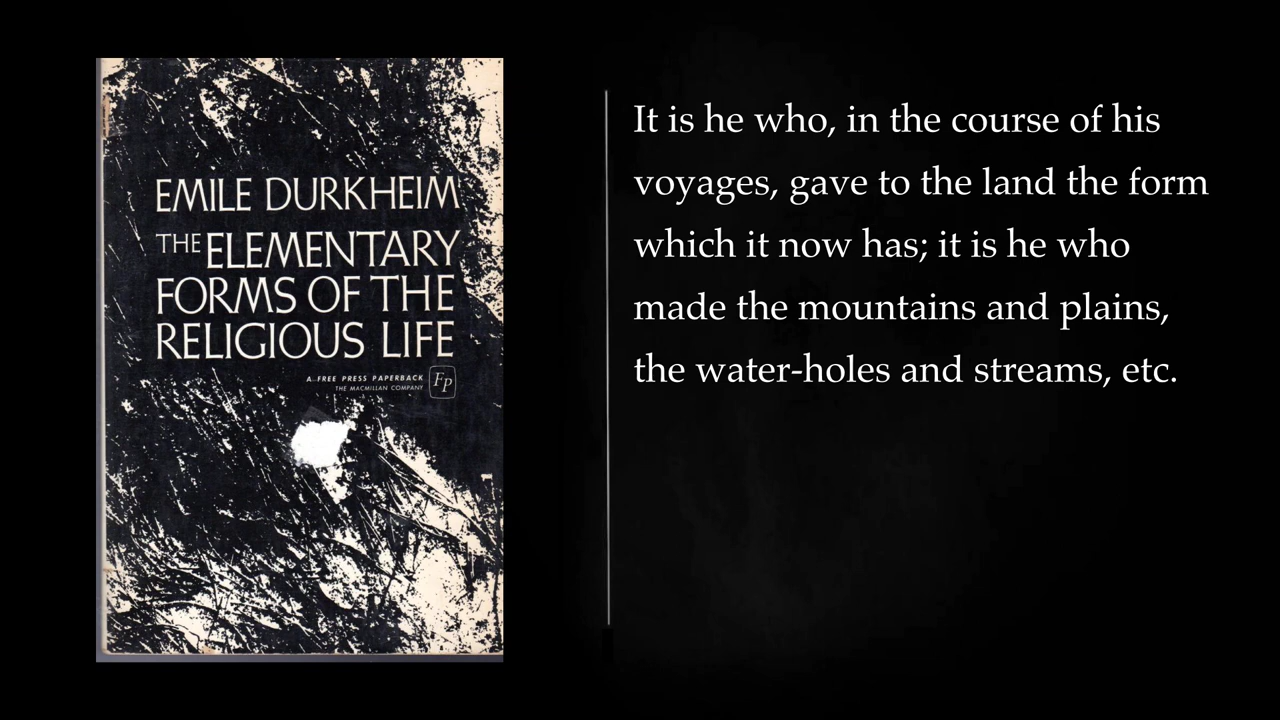 EMILE DURKHEIM
THE ELEMENTARY
FORMS OF THE
RELIGIOUS LIFE
A FREE PRESS PAPERBACK
THE MACMILLAN COMPANY
Fp
It is he who, in the course of his
voyages, gave to the land the form
which it now has; it is he who
made the mountains and plains,
the water-holes and streams, etc.